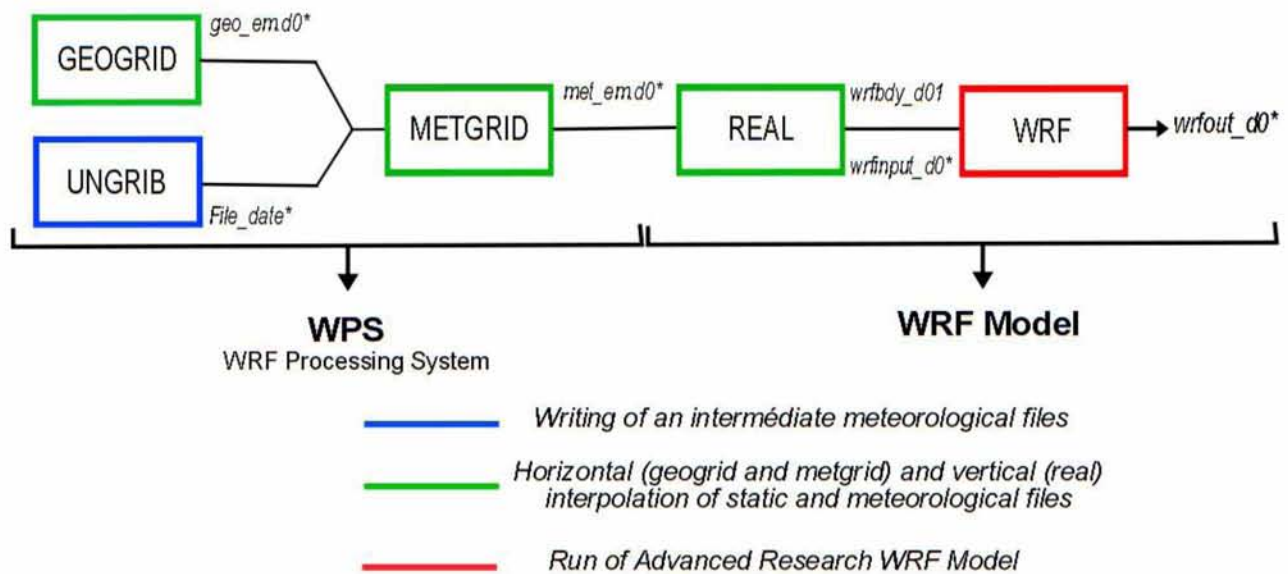 geo_em.d0*
GEOGRID
met_em.d0*
wrfbdy_d01
METGRID
REAL
WRF
wrfout_d0*
wrfinput_d0*
UNGRIB
File_date*
WPS
WRF Processing System
WRF Model
Writing of an intermédiate meteorological files
Horizontal (geogrid and metgrid) and vertical (real)
interpolation of static and meteorological files
Run of Advanced Research WRF Model